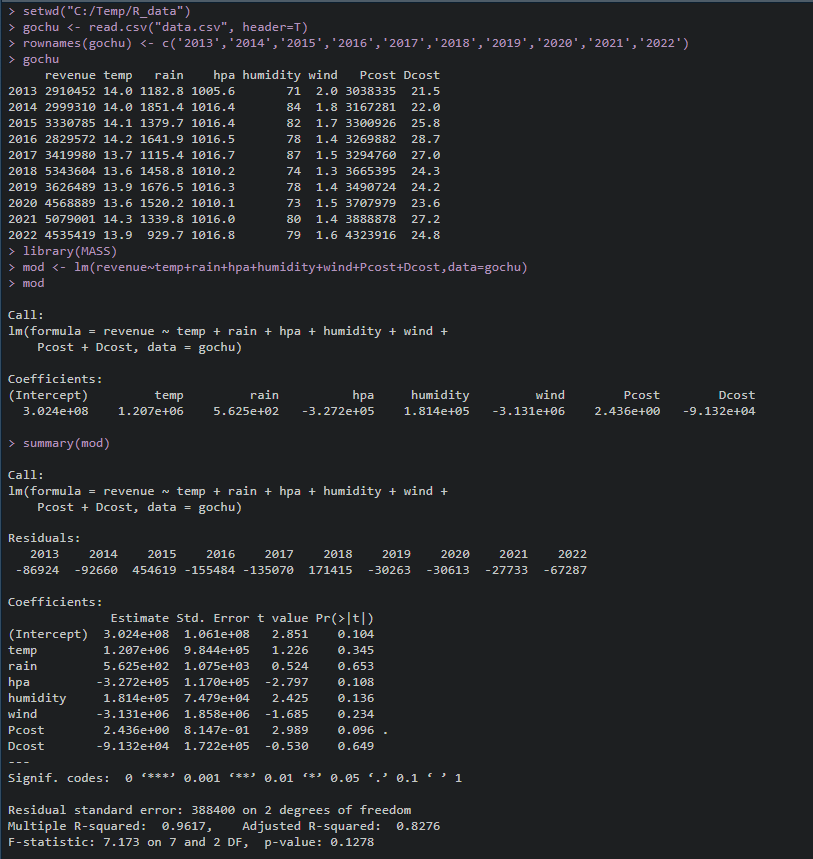 > setwd("C:/Temp/R_data")
> gochu <- read.csv("data.csv", header=T)
> rownames(gochu) <- c('2013','2014','2015','2016','2017','2018','2019','2020','2021','2022')
> gochu
     revenue temp   rain    hpa humidity wind   Pcost Dcost
2013 2910452 14.0 1182.8 1005.6       71  2.0 3038335  21.5
2014 2999310 14.0 1851.4 1016.4       84  1.8 3167281  22.0
2015 3330785 14.1 1379.7 1016.4       82  1.7 3300926  25.8
2016 2829572 14.2 1641.9 1016.5       78  1.4 3269882  28.7
2017 3419980 13.7 1115.4 1016.7       87  1.5 3294760  27.0
2018 5343604 13.6 1458.8 1010.2       74  1.3 3665395  24.3
2019 3626489 13.9 1676.5 1016.3       78  1.4 3490724  24.2
2020 4568889 13.6 1520.2 1010.1       73  1.5 3707979  23.6
2021 5079001 14.3 1339.8 1016.0       80  1.4 3888878  27.2
2022 4535419 13.9  929.7 1016.8       79  1.6 4323916  24.8
> library(MASS)
> mod <- lm(revenue~temp+rain+hpa+humidity+wind+Pcost+Dcost,data=gochu)
> mod

Call:
lm(formula = revenue ~ temp + rain + hpa + humidity + wind +
    Pcost + Dcost, data = gochu)

Coefficients:
(Intercept)         temp         rain          hpa     humidity         wind        Pcost        Dcost
  3.024e+08    1.207e+06    5.625e+02   -3.272e+05    1.814e+05   -3.131e+06    2.436e+00   -9.132e+04

> summary(mod)

Call:
lm(formula = revenue ~ temp + rain + hpa + humidity + wind +
    Pcost + Dcost, data = gochu)

Residuals:
   2013    2014    2015    2016    2017    2018    2019    2020    2021    2022
 -86924  -92660  454619 -155484 -135070  171415  -30263  -30613  -27733  -67287

Coefficients:
              Estimate Std. Error t value Pr(>|t|)
(Intercept)  3.024e+08  1.061e+08   2.851    0.104
temp         1.207e+06  9.844e+05   1.226    0.345
rain         5.625e+02  1.075e+03   0.524    0.653
hpa         -3.272e+05  1.170e+05  -2.797    0.108
humidity     1.814e+05  7.479e+04   2.425    0.136
wind        -3.131e+06  1.858e+06  -1.685    0.234
Pcost        2.436e+00  8.147e-01   2.989    0.096 .
Dcost       -9.132e+04  1.722e+05  -0.530    0.649
---
Signif. codes:  0 ‘***’ 0.001 ‘**’ 0.01 ‘*’ 0.05 ‘.’ 0.1 ‘ ’ 1

Residual standard error: 388400 on 2 degrees of freedom
Multiple R-squared:  0.9617,    Adjusted R-squared:  0.8276
F-statistic: 7.173 on 7 and 2 DF,  p-value: 0.1278